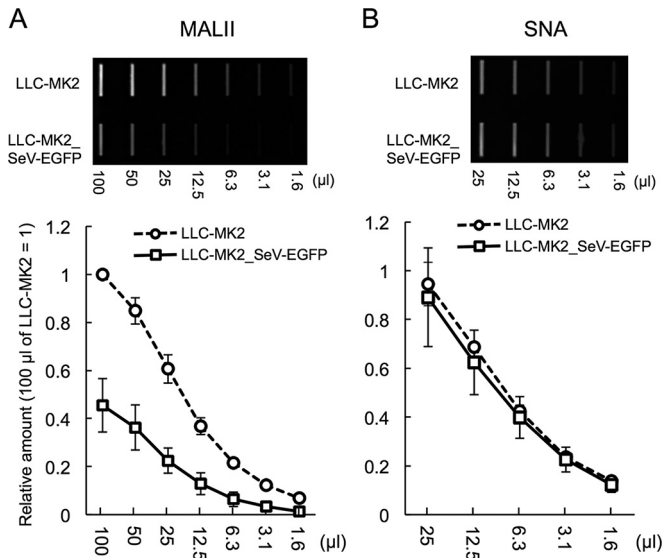 A
MALII
LLC-MK2
LLC-MK2_
SeV-EGFP
100 50 25 12.5 6.3 3.1 1.6 (µl)
Relative amount (100 µl of LLC-MK2 = 1)
1.2
1
0.8
0.6
0.4
0.2
0
LLC-MK2
LLC-MK2_SeV-EGFP
100 50 25 12.5 6.3 3.1 1.6 (µl)
B
SNA
LLC-MK2
LLC-MK2_
SeV-EGFP
25 12.5 6.3 3.1 1.6 (µl)
1.2
1
0.8
0.6
0.4
0.2
0
LLC-MK2
LLC-MK2_SeV-EGFP
25 12.5 6.3 3.1 1.6 (µl)